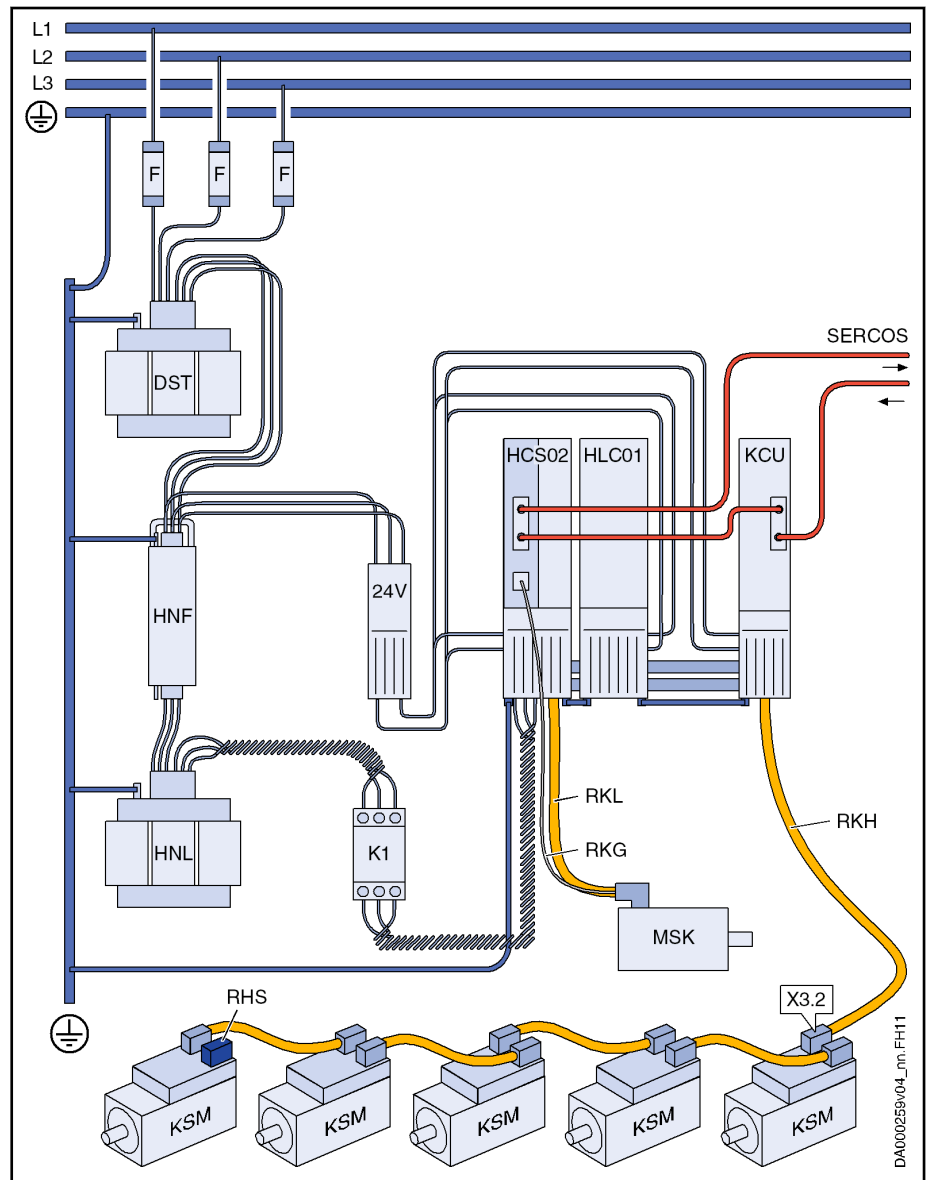 L1
L2
L3
F F F
SERCOS
DST
HCS02 HLC01 KCU
24V
HNF
RKL
RKH
RKG
HNL
K1
MSK
RHS
X3.2
KSM KSM KSM KSM KSM
DA000259v04_nn.FH11